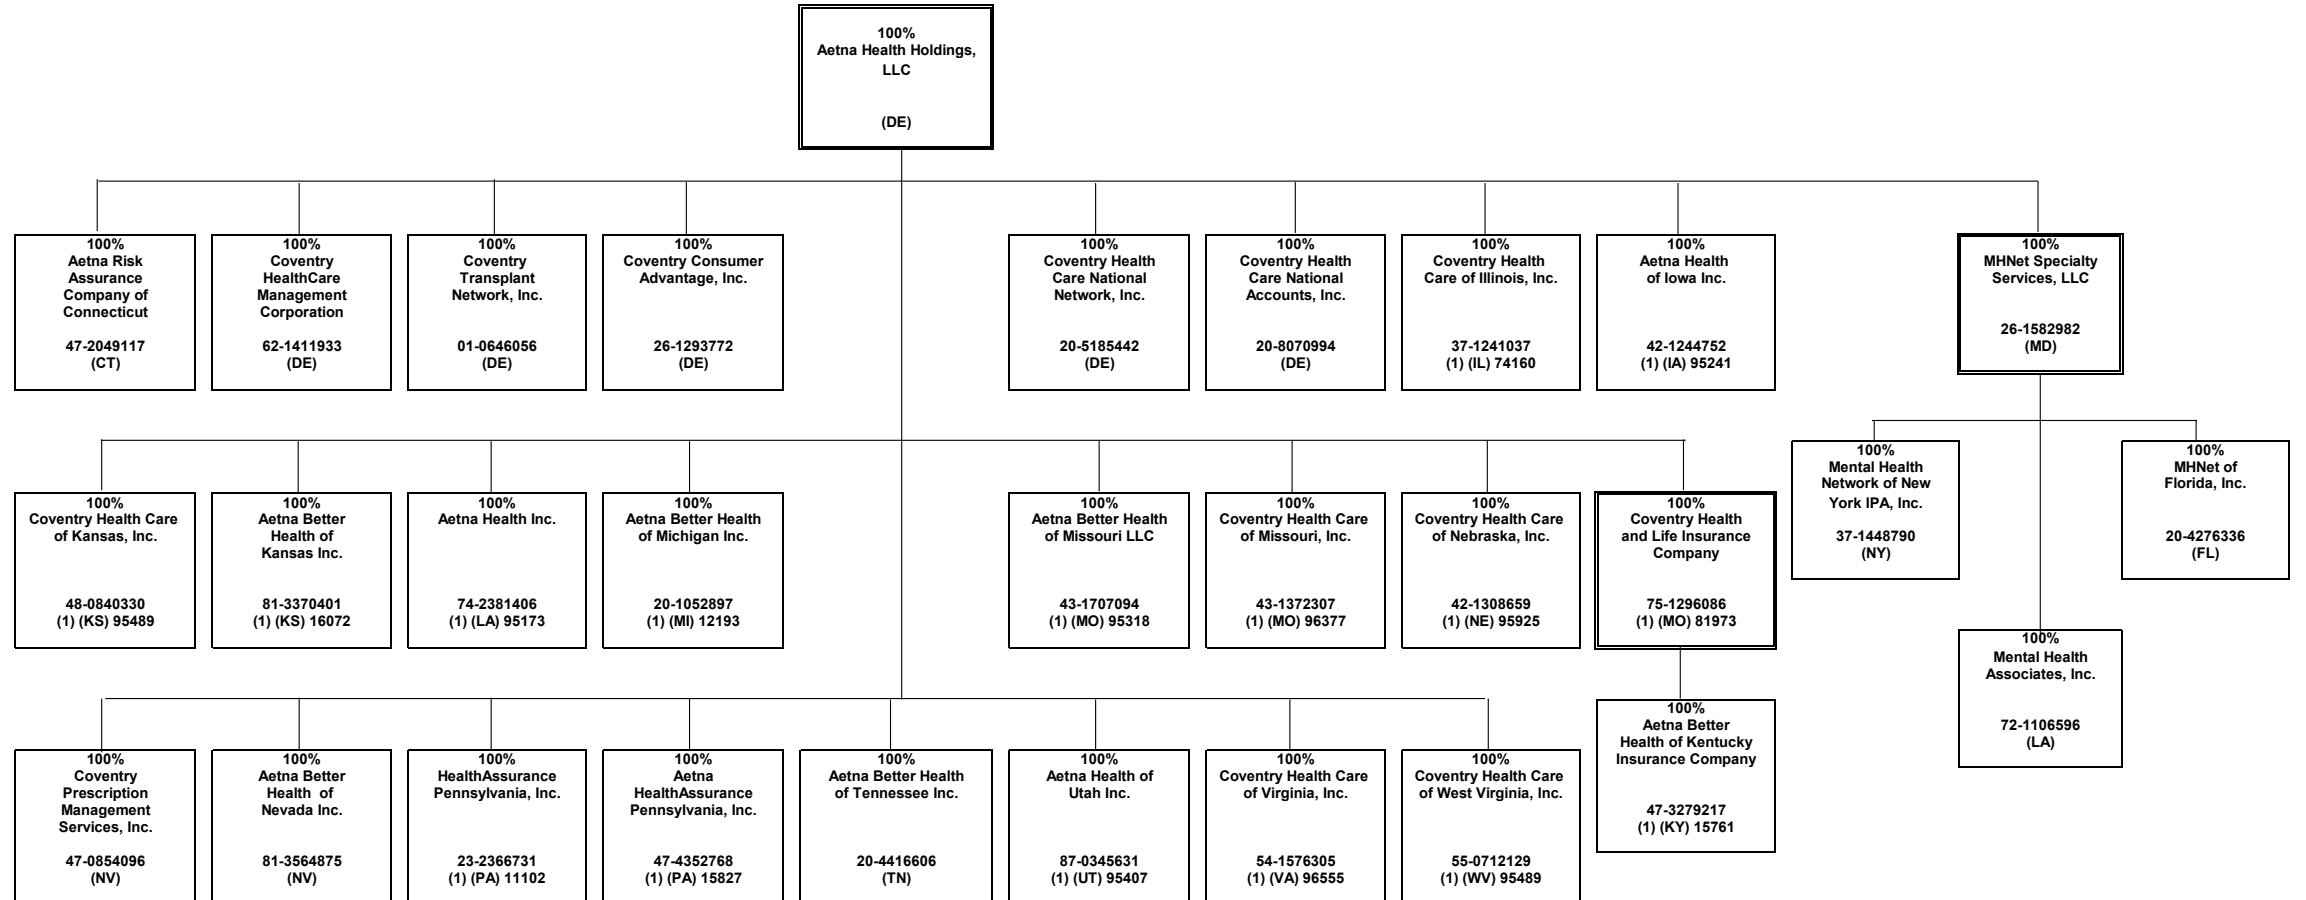 100%
Aetna Health Holdings,
LLC
(DE)
100%
Aetna Risk
Assurance
Company of
Connecticut
47-2049117
(CT)
100%
Coventry
HealthCare
Management
Corporation
62-1411933
(DE)
100%
Coventry
Transplant
Network, Inc.
01-0646056
(DE)
100%
Coventry Consumer
Advantage, Inc.
26-1293772
(DE)
100%
Coventry Health
Care National
Network, Inc.
20-5185442
(DE)
100%
Coventry Health
Care National
Accounts, Inc.
20-8070994
(DE)
100%
Coventry Health
Care of Illinois, Inc.
37-1241037
(1) (IL) 74160
100%
Aetna Health
of Iowa Inc.
42-1244752
(1) (IA) 95241
100%
MHNet Specialty
Services, LLC
26-1582982
(MD)
100%
Mental Health
Network of New
York IPA, Inc.
37-1448790
(NY)
100%
MHNet of
Florida, Inc.
20-4276336
(FL)
100%
Coventry Health Care
of Kansas, Inc.
48-0840330
(1) (KS) 95489
100%
Aetna Better
Health of
Kansas Inc.
81-3370401
(1) (KS) 16072
100%
Aetna Health Inc.
74-2381406
(1) (LA) 95173
100%
Aetna Better Health
of Michigan Inc.
20-1052897
(1) (MI) 12193
100%
Aetna Better Health
of Missouri LLC
43-1707094
(1) (MO) 95318
100%
Coventry Health Care
of Missouri, Inc.
43-1372307
(1) (MO) 96377
100%
Coventry Health Care
of Nebraska, Inc.
42-1308659
(1) (NE) 95925
100%
Coventry Health
and Life Insurance
Company
75-1296086
(1) (MO) 81973
100%
Mental Health
Associates, Inc.
72-1106596
(LA)
100%
Aetna Better
Health of Kentucky
Insurance Company
47-3279217
(1) (KY) 15761
100%
Coventry
Prescription
Management
Services, Inc.
47-0854096
(NV)
100%
Aetna Better
Health of
Nevada Inc.
81-3564875
(NV)
100%
HealthAssurance
Pennsylvania, Inc.
23-2366731
(1) (PA) 11102
100%
Aetna
HealthAssurance
Pennsylvania, Inc.
47-4352768
(1) (PA) 15827
100%
Aetna Better Health
of Tennessee Inc.
20-4416606
(TN)
100%
Aetna Health of
Utah Inc.
87-0345631
(1) (UT) 95407
100%
Coventry Health Care
of Virginia, Inc.
54-1576305
(1) (VA) 96555
100%
Coventry Health Care
of West Virginia, Inc.
55-0712129
(1) (WV) 95489